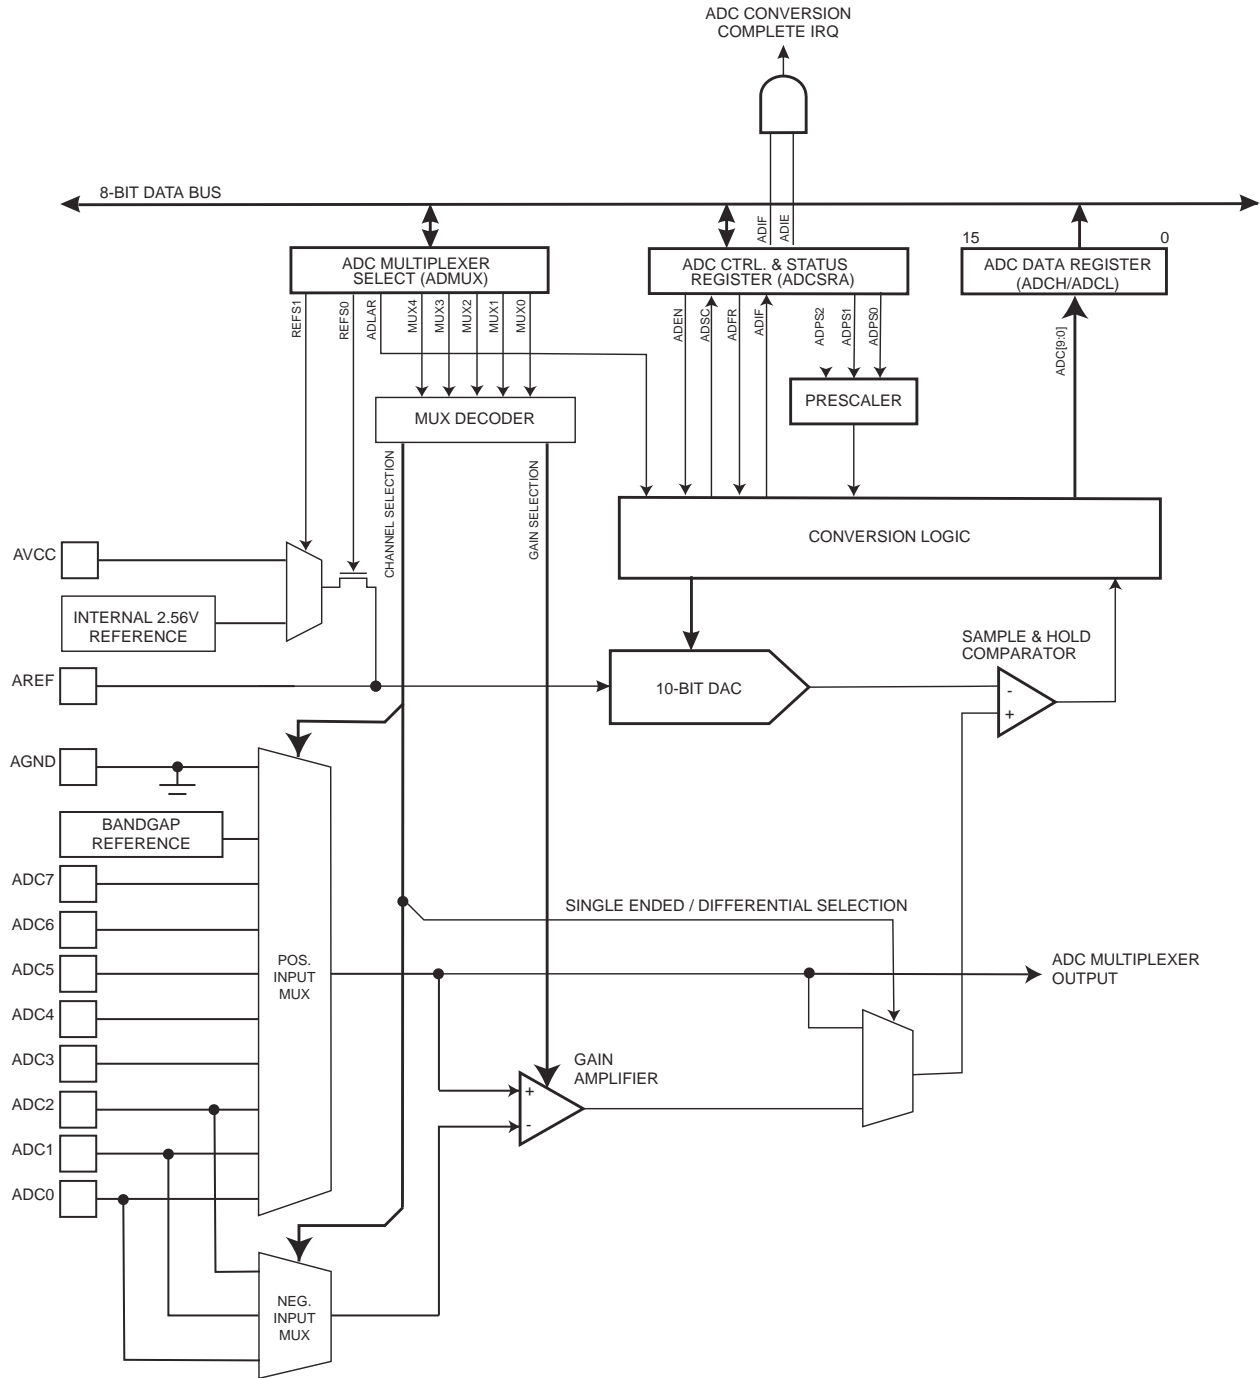 ADC CONVERSION
COMPLETE IRQ
8-BIT DATA BUS
ADIF
ADIE
15
0
ADC MULTIPLEXER
SELECT (ADMUX)
ADC CTRL. & STATUS
REGISTER (ADCSRA)
ADC DATA REGISTER
(ADCH/ADCL)
REFS1
REFS0
ADLAR
MUX4
MUX3
MUX2
MUX1
MUX0
ADEN
ADSC
ADFR
ADIF
ADPS2
ADPS1
ADPS0
ADC[9:0]
MUX DECODER
PRESCALER
CHANNEL SELECTION
GAIN SELECTION
CONVERSION LOGIC
AVCC
INTERNAL 2.56V
REFERENCE
SAMPLE & HOLD
COMPARATOR
AREF
10-BIT DAC
-
+
AGND
BANDGAP
REFERENCE
ADC7
ADC6
SINGLE ENDED / DIFFERENTIAL SELECTION
ADC5
POS.
INPUT
MUX
ADC MULTIPLEXER
OUTPUT
ADC4
ADC3
GAIN
AMPLIFIER
ADC2
+
-
ADC1
ADC0
NEG.
INPUT
MUX